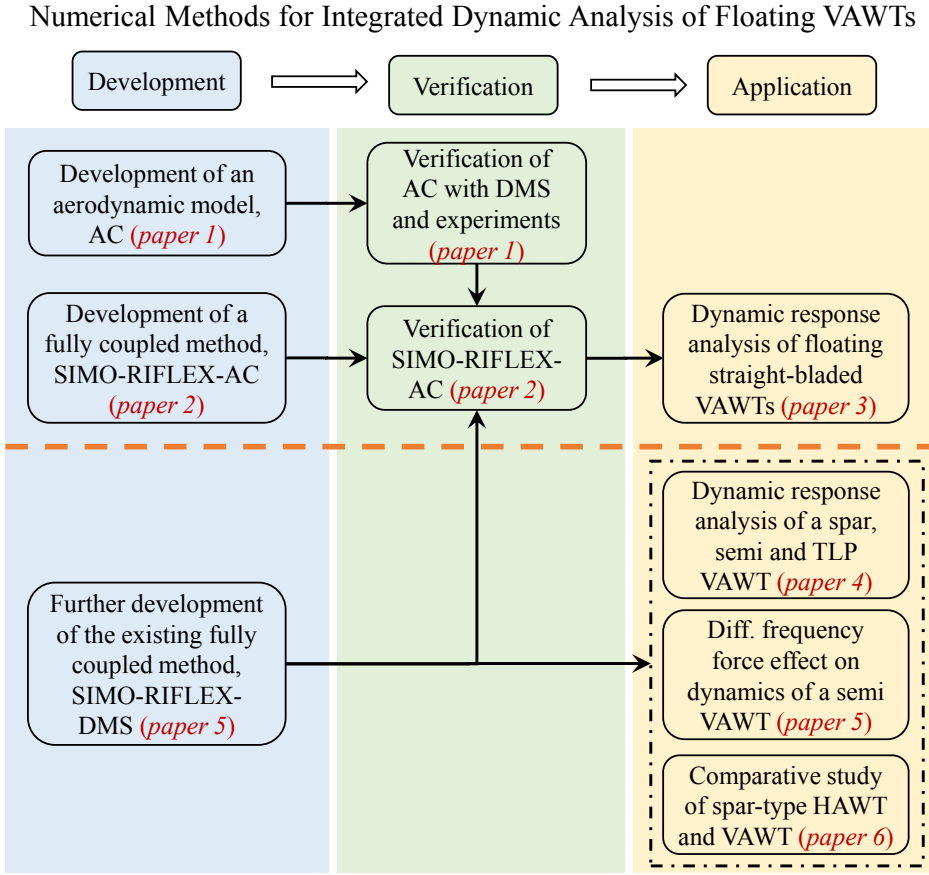 Numerical Methods for Integrated Dynamic Analysis of Floating VAWTs
Development
Verification
Application
Development of an
aerodynamic model,
AC (paper 1)
Verification of
AC with DMS
and experiments
(paper 1)
Development of a
fully coupled method,
SIMO-RIFLEX-AC
(paper 2)
Verification of
SIMO-RIFLEX-
AC (paper 2)
Dynamic response
analysis of floating
straight-bladed
VAWTs (paper 3)
Further development
of the existing fully
coupled method,
SIMO-RIFLEX-
DMS (paper 5)
Dynamic response
analysis of a spar,
semi and TLP
VAWT (paper 4)
Diff. frequency
force effect on
dynamics of a semi
VAWT (paper 5)
Comparative study
of spar-type HAWT
and VAWT (paper 6)